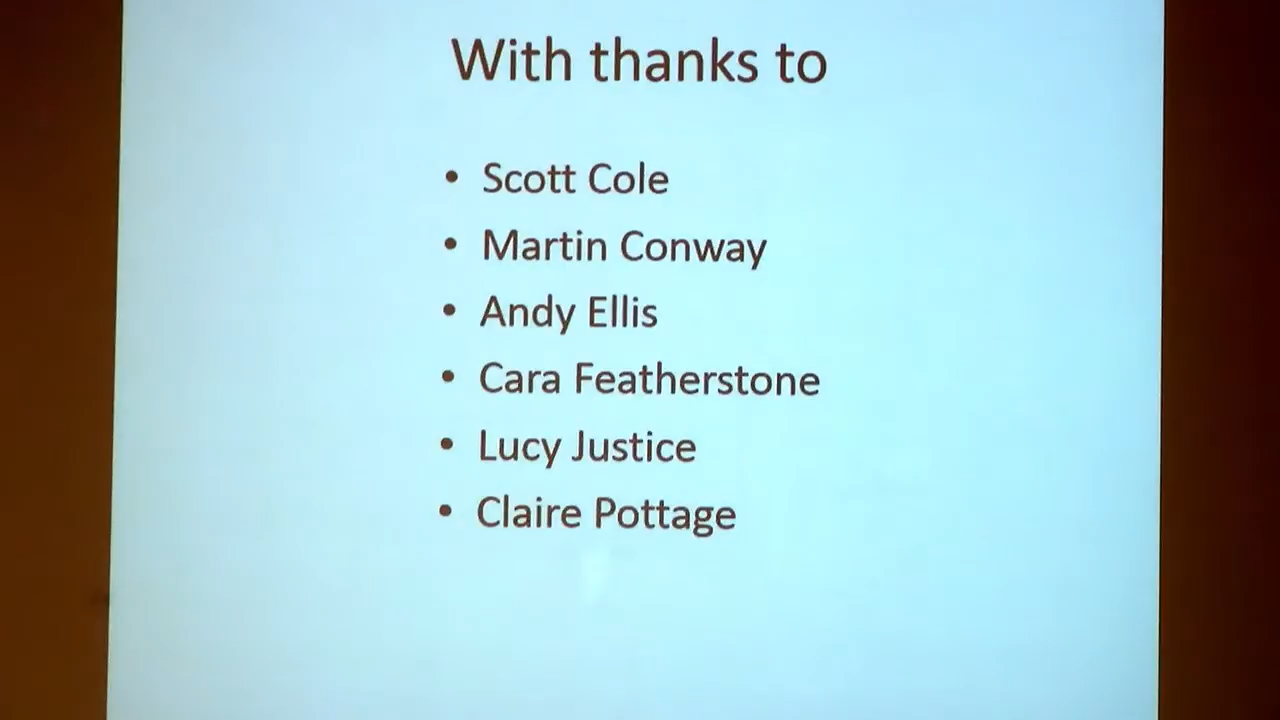 With thanks to
• Scott Cole
• Martin Conway
• Andy Ellis
• Cara Featherstone
• Lucy Justice
• Claire Pottage